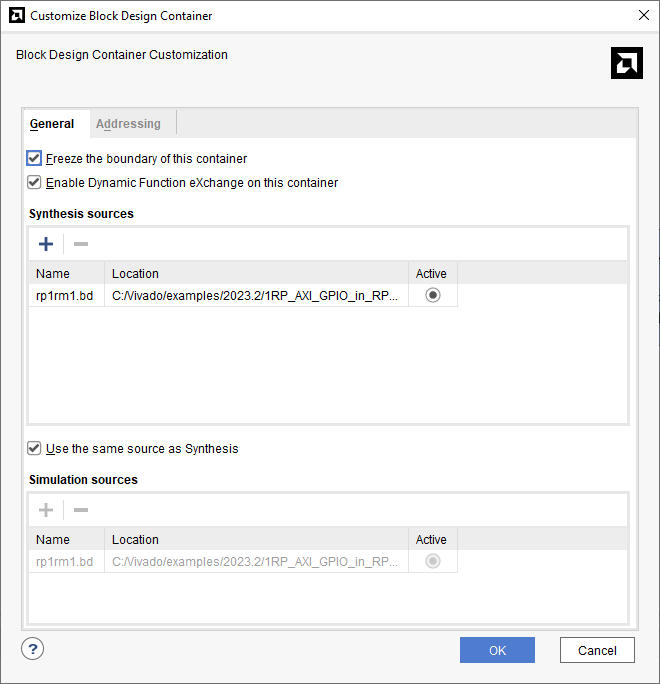 Customize Block Design Container
Block Design Container Customization
General Addressing
Freeze the boundary of this container
Enable Dynamic Function eXchange on this container
Synthesis sources
Name Location Active
rp1rm1.bd C:/Vivado/examples/2023.2/1RP_AXI_GPIO_in_RP...
Use the same source as Synthesis
Simulation sources
Name Location Active
rp1rm1.bd C:/Vivado/examples/2023.2/1RP_AXI_GPIO_in_RP...
? OK Cancel